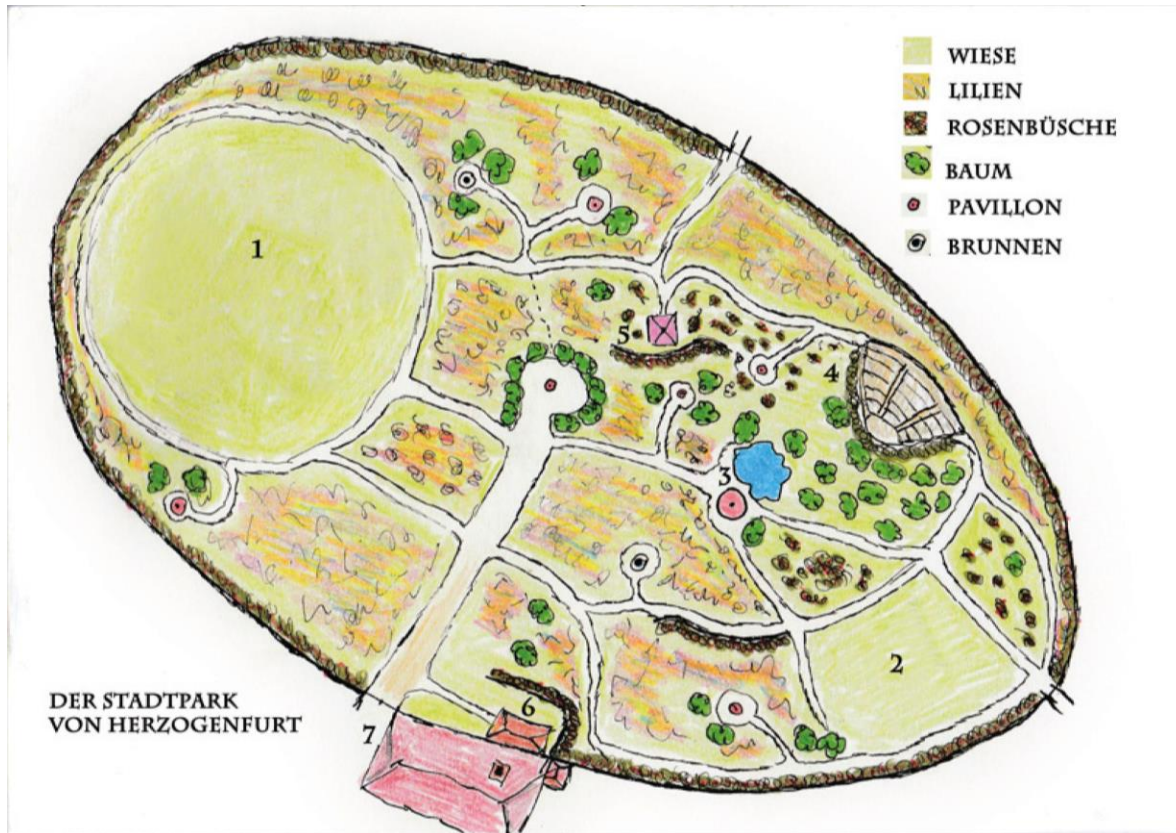 WIESE
LILIEN
ROSENBÜSCHE
BAUM
PAVILLON
BRUNNEN
1
5
4
3
2
6
7
DER STADTPARK
VON HERZOGENFURT